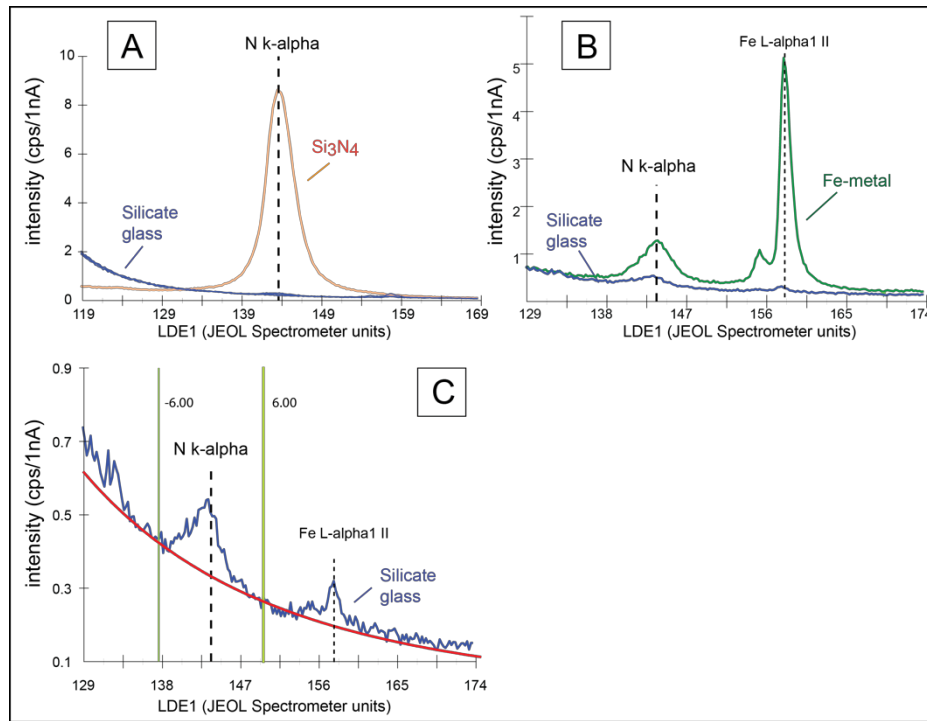 A
N k-alpha
intensity (cps/1nA)
10
8
6
4
2
0
Si3N4
Silicate
glass
119
129
139
149
159
169
LDE1 (JEOL Spectrometer units)
B
Fe L-alpha1 II
N k-alpha
intensity (cps/1nA)
5
4
3
2
1
Fe-metal
Silicate
glass
129
138
147
156
165
174
LDE1 (JEOL Spectrometer units)
C
-6.00
6.00
N k-alpha
Fe L-alpha1 II
intensity (cps/1nA)
0.9
0.7
0.5
0.3
0.1
Silicate
glass
129
138
147
156
165
174
LDE1 (JEOL Spectrometer units)